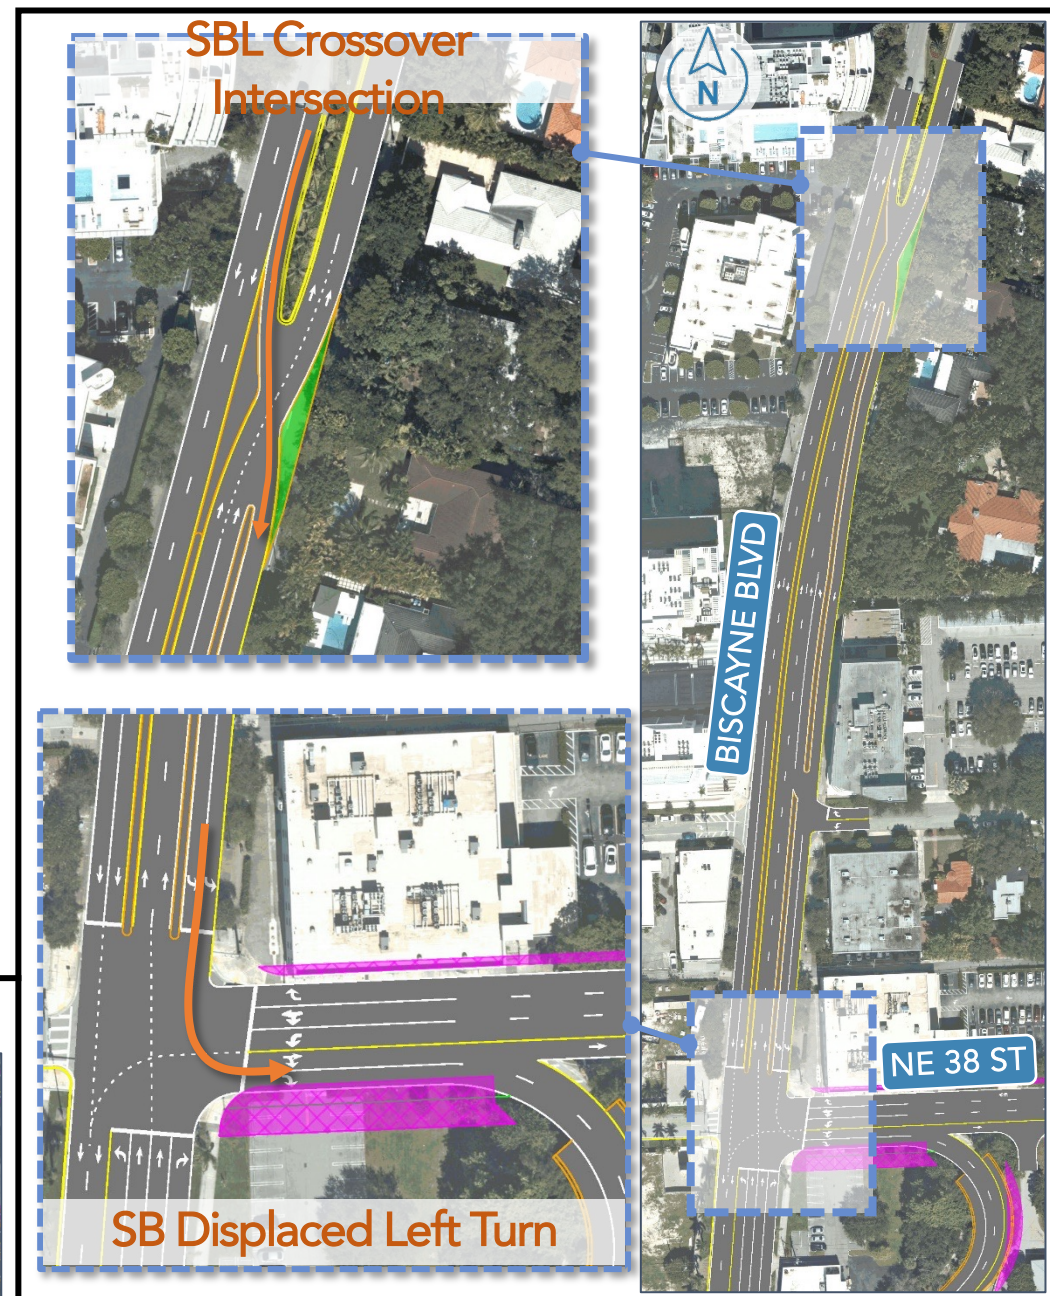 SBL Crossover
Intersection
N
BISCAYNE BLVD
NE 38 ST
SB Displaced Left Turn